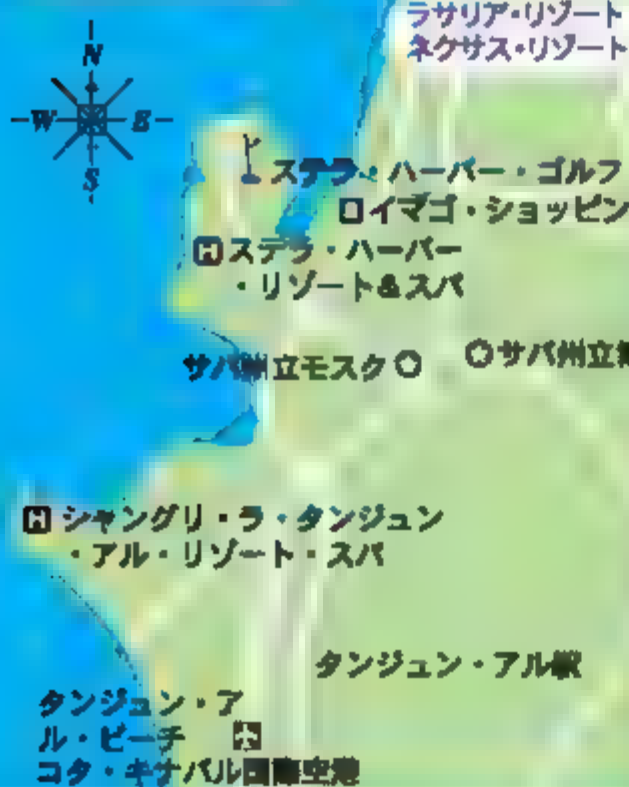 ラサリア・リゾート
ネクサス・リゾート
N
W E
S
ステラ・ハーバー・ゴルフ
イマゴ・ショッピン
H ステラ・ハーバー
・リゾート&スパ
サバ州立モスク
サバ州立
H シャングリ・ラ・タンジュン
・アル・リゾート・スパ
タンジュン・アル駅
タンジュン・ア
ル・ビーチ
コタ・キナバル国際空港